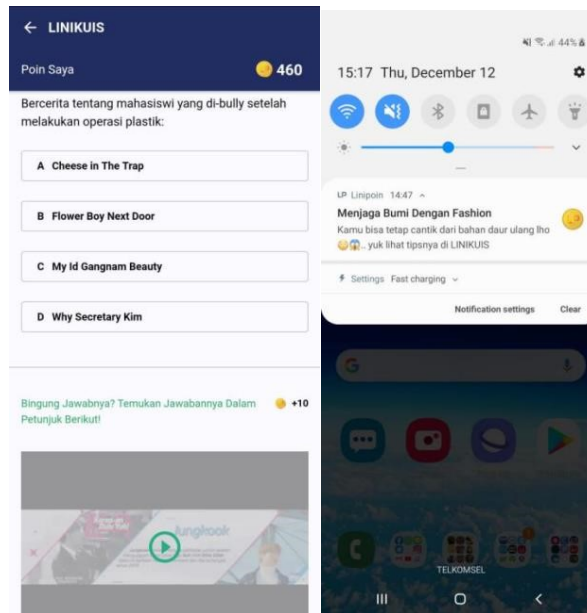 ← LINIKUIS
Poin Saya 460
Bercerita tentang mahasiswi yang di-bully setelah
melakukan operasi plastik:
A Cheese in The Trap
B Flower Boy Next Door
C My Id Gangnam Beauty
D Why Secretary Kim
Bingung Jawabnya? Temukan Jawabannya Dalam +10
Petunjuk Berikut!
Jungkook
44%
15:17 Thu, December 12
LP Linipoin 14:47
Menjaga Bumi Dengan Fashion
Kamu bisa tetap cantik dari bahan daur ulang lho
😊😱.. yuk lihat tipsnya di LINIKUIS
Settings Fast charging
Notification settings Clear
G
TELKOMSEL